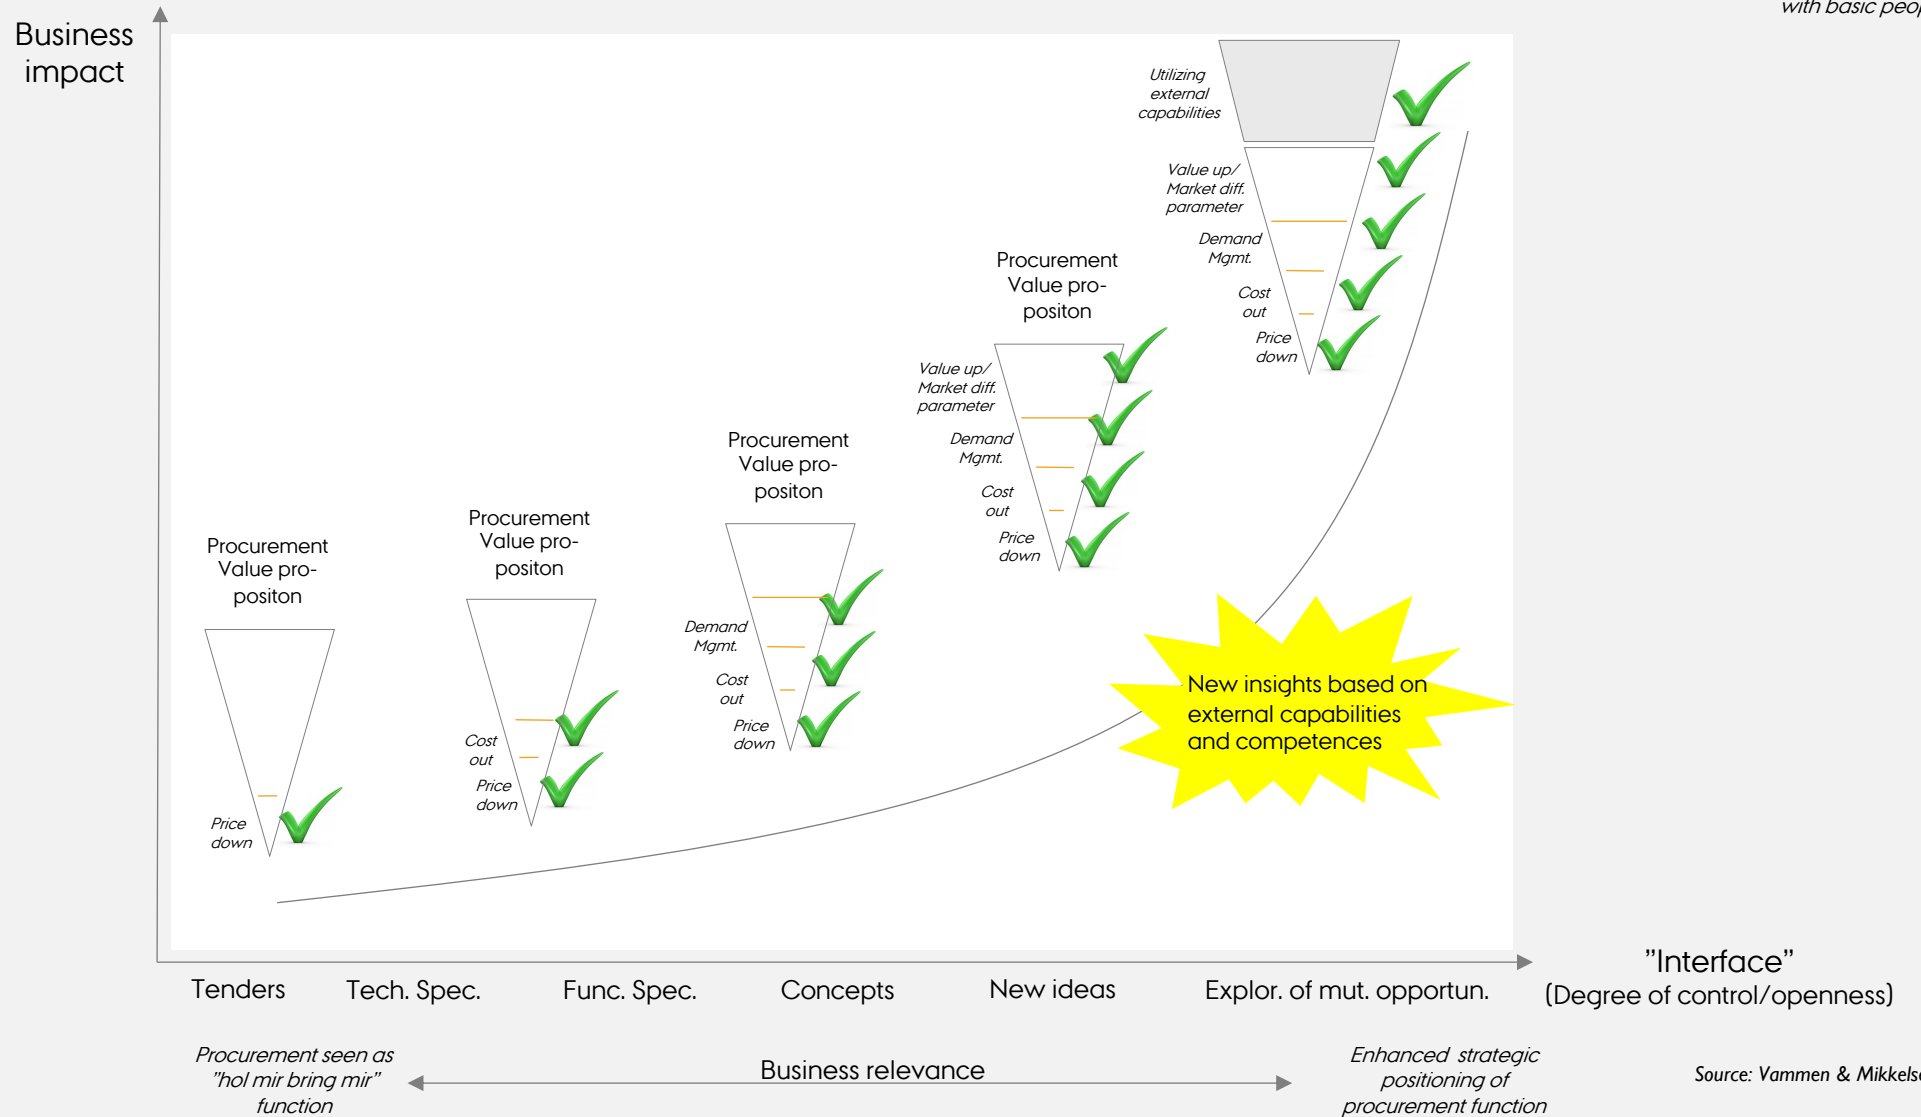 with basic peop
Business
impact
Utilizing
external
capabilities
Value up/
Market diff.
parameter
Demand
Mgmt.
Cost
out
Price
down
Procurement
Value pro-
positon
Value up/
Market diff.
parameter
Demand
Mgmt.
Cost
out
Price
down
Procurement
Value pro-
positon
Demand
Mgmt.
Cost
out
Price
down
Procurement
Value pro-
positon
Cost
out
Price
down
Procurement
Value pro-
positon
Price
down
New insights based on
external capabilities
and competences
Tenders
Tech. Spec.
Func. Spec.
Concepts
New ideas
Explor. of mut. opportun.
”Interface”
(Degree of control/openness)
Procurement seen as
”hol mir bring mir”
function
Business relevance
Enhanced strategic
positioning of
procurement function
Source: Vammen & Mikkelse